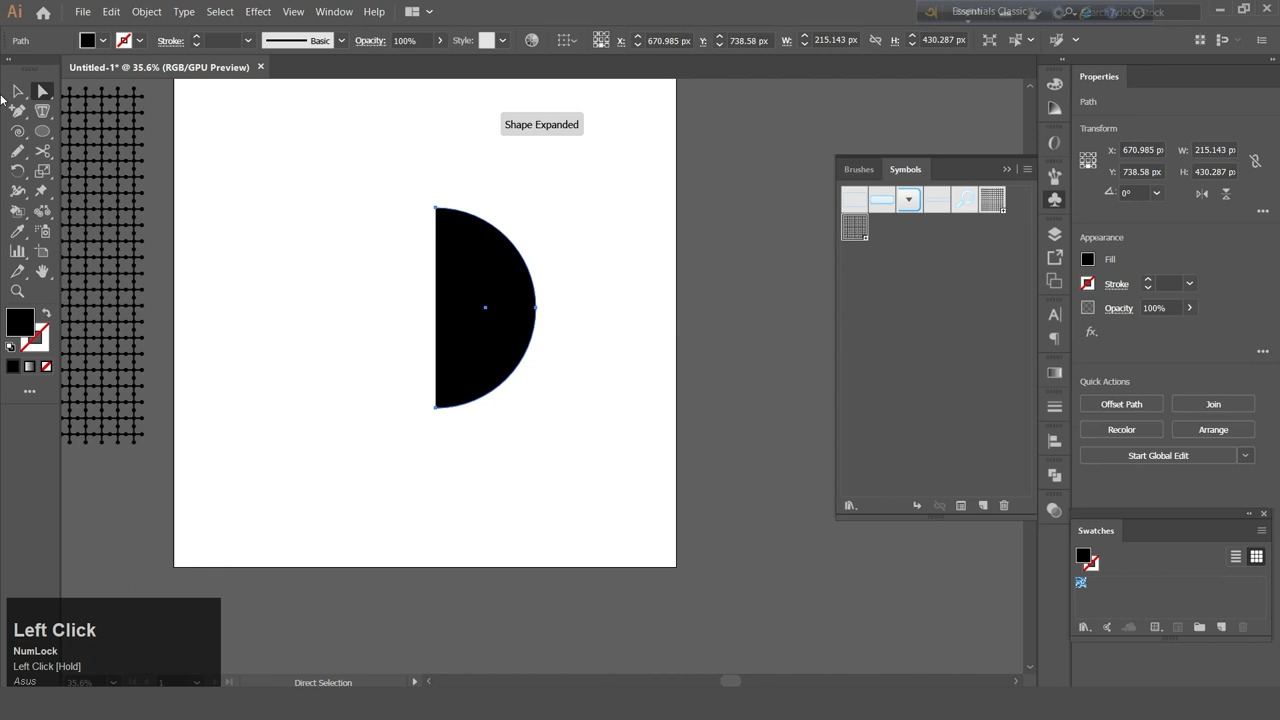 Ai File Edit Object Type Select Effect View Window Help Essentials Classic
Path Stroke: Basic Opacity: 100% Style: X: 670.985 px Y: 738.58 px W: 215.143 px H: 430.287 px
Untitled-1* @ 35.6% (RGB/GPU Preview) ×
Properties
Path
Shape Expanded
Transform
X: 670.985 p W: 215.143 p
Y: 738.58 px H: 430.287 p
Brushes Symbols
0°
Appearance
Fill
Stroke
Opacity 100%
fx.
Quick Actions
Offset Path Join
Recolor Arrange
Start Global Edit
Swatches
Left Click
NumLock
Left Click [Hold]
Asus
35.6% 1 Direct Selection